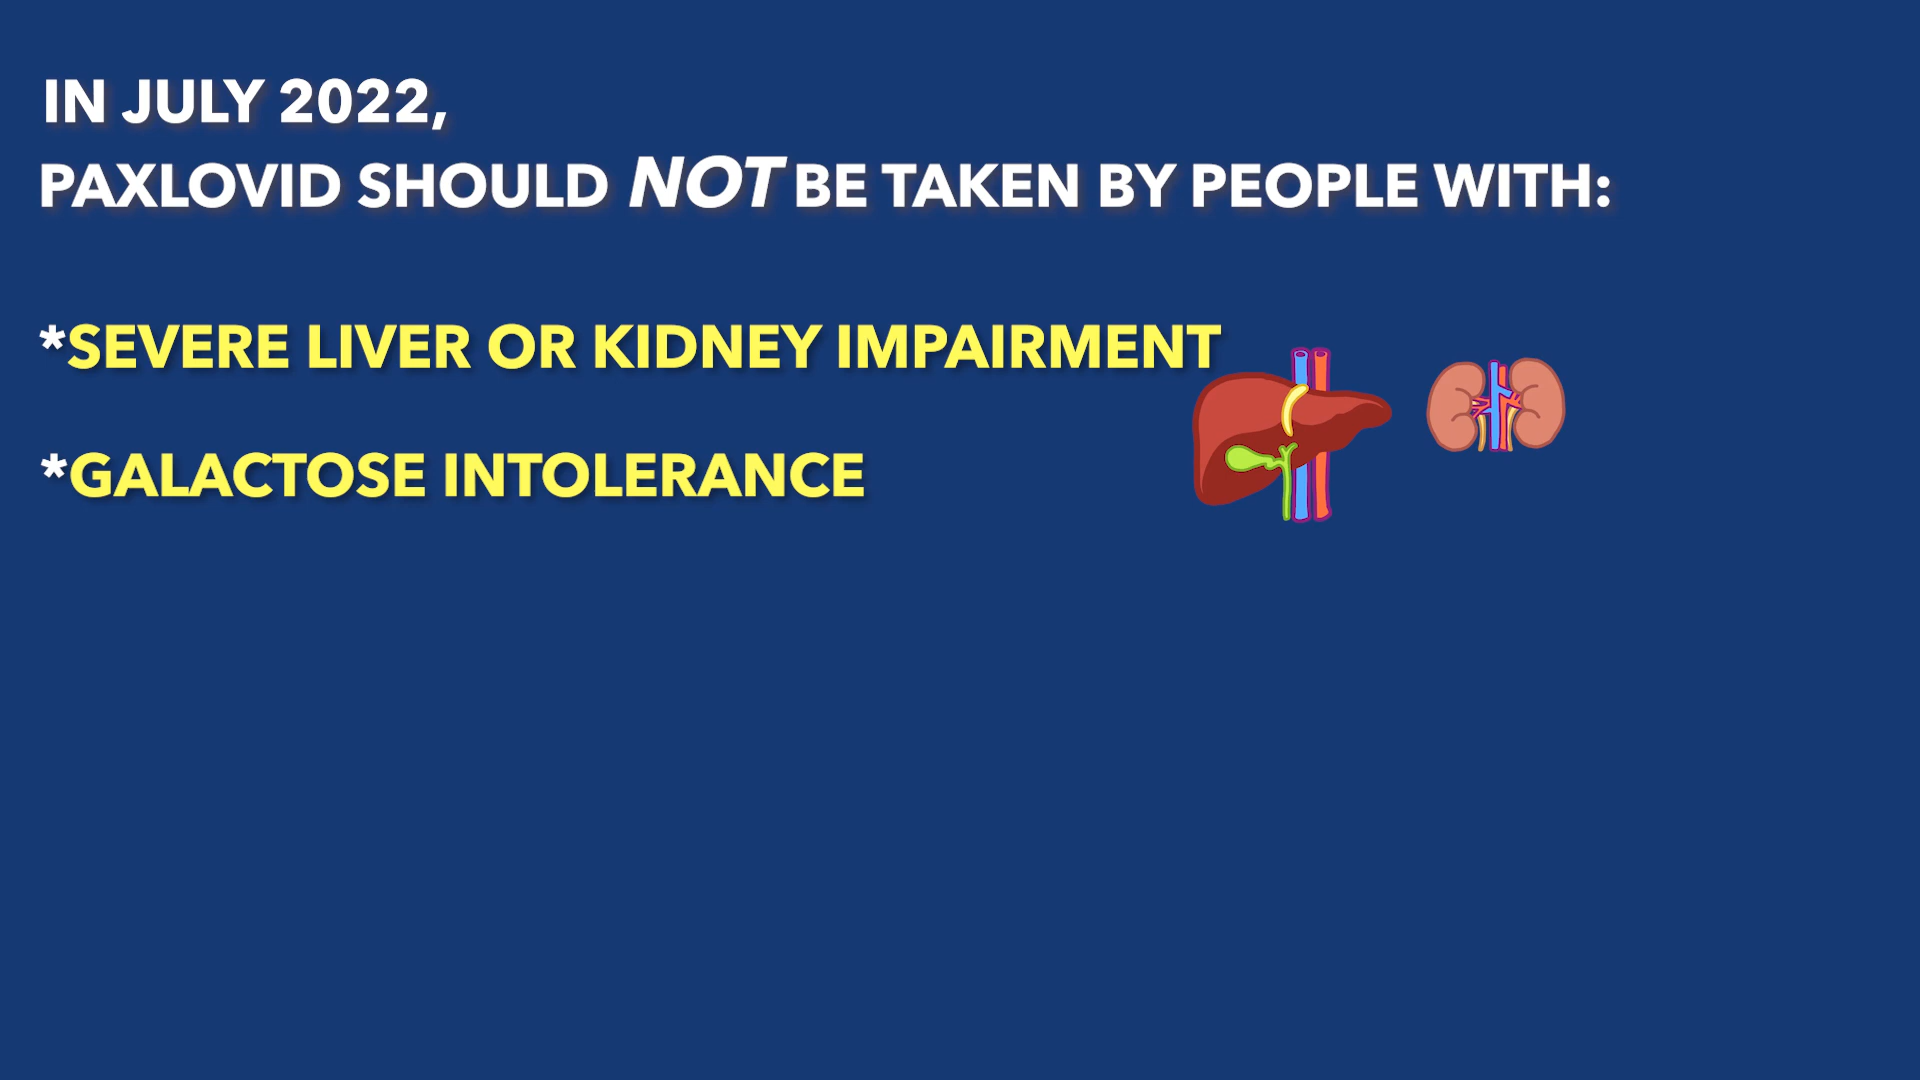 IN JULY 2022,
PAXLOVID SHOULD NOT BE TAKEN BY PEOPLE WITH:
*SEVERE LIVER OR KIDNEY IMPAIRMENT
*GALACTOSE INTOLERANCE